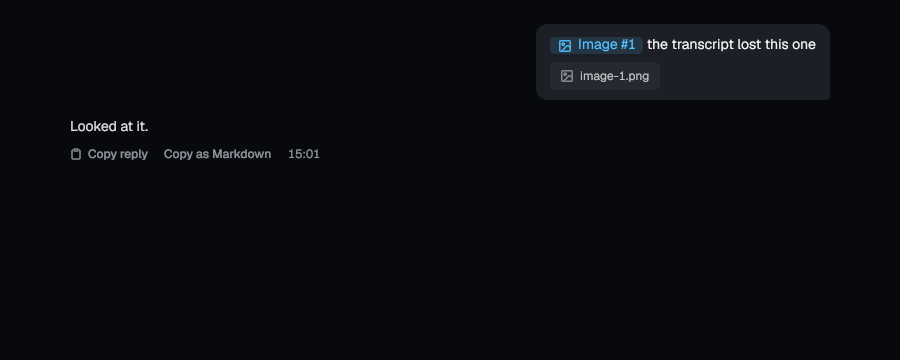 Image #1 the transcript lost this one
image-1.png
Looked at it.
Copy reply Copy as Markdown 15:01